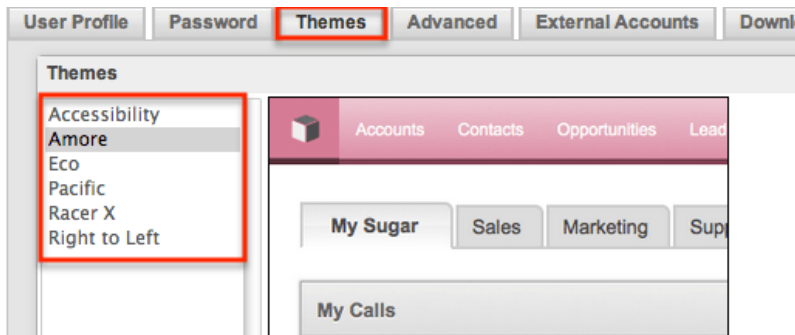 User Profile Password Themes Advanced External Accounts
Themes
Accessibility
Amore
Eco
Pacific
Racer X
Right to Left
Accounts Contacts Opportunities
My Sugar Sales Marketing
My Calls